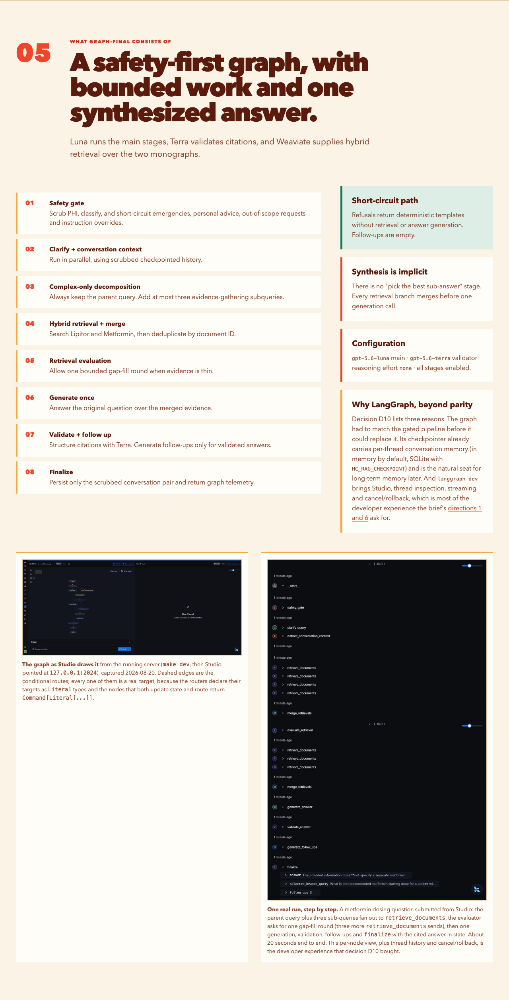 05
WHAT GRAPH-FINAL CONSISTS OF
A safety-first graph, with
bounded work and one
synthesized answer.
Luna runs the main stages, Terra validates citations, and Weaviate supplies hybrid
retrieval over the two monographs.
01
Safety gate
Scrub PHI, classify, and short-circuit emergencies, personal advice, out-of-scope requests
and instruction overrides.
02
Clarify + conversation context
Run in parallel, using scrubbed checkpointed history.
03
Complex-only decomposition
Always keep the parent query. Add at most three evidence-gathering subqueries.
04
Hybrid retrieval + merge
Search Lipitor and Metformin, then deduplicate by document ID.
05
Retrieval evaluation
Allow one bounded gap-fill round when evidence is thin.
06
Generate once
Answer the original question over the merged evidence.
07
Validate + follow up
Structure citations with Terra. Generate follow-ups only for validated answers.
08
Finalize
Persist only the scrubbed conversation pair and return graph telemetry.
Short-circuit path
Refusals return deterministic templates
without retrieval or answer generation.
Follow-ups are empty.
Synthesis is implicit
There is no "pick the best sub-answer" stage.
Every retrieval branch merges before one
generation call.
Configuration
gpt-5.6-luna main · gpt-5.6-terra validator ·
reasoning effort none · all stages enabled.
Why LangGraph, beyond parity
Decision D10 lists three reasons. The graph
had to match the gated pipeline before it
could replace it. Its checkpointer already
carries per-thread conversation memory (in
memory by default, SQLite with
HC_RAG_CHECKPOINT) and is the natural seat for
long-term memory later. And langgraph dev
brings Studio, thread inspection, streaming
and cancel/rollback, which is most of the
developer experience the brief's directions 1
and 6 ask for.
Studio / healthcare_rag
Graph
New Thread
Memory
Interrupts
New Thread
Submit your input to run the assistant
Input
Manage Assistants
Submit
The graph as Studio draws it from the running server (make dev, then Studio
pointed at 127.0.0.1:2024), captured 2026-08-20. Dashed edges are the
conditional routes; every one of them is a real target, because the routers declare their
targets as Literal types and the nodes that both update state and route return
Command[Literal[...]].
TURN 1
1 minute ago
__start__
1 minute ago
S safety_gate
1 minute ago
C clarify_query
E extract_conversation_context
1 minute ago
1 minute ago
R retrieve_documents
R retrieve_documents
R retrieve_documents
R retrieve_documents
1 minute ago
M merge_retrievals
TURN 1
E evaluate_retrieval
1 minute ago
R retrieve_documents
R retrieve_documents
R retrieve_documents
1 minute ago
M merge_retrievals
1 minute ago
G generate_answer
1 minute ago
V validate_answer
1 minute ago
G generate_follow_ups
1 minute ago
F finalize
answer The provided information does **not specify a separate metformin...
selected_branch_query What is the recommended metformin starting dose for a patient wi...
follow_ups []
One real run, step by step. A metformin dosing question submitted from Studio: the
parent query plus three sub-queries fan out to retrieve_documents, the evaluator
asks for one gap-fill round (three more retrieve_documents sends), then one
generation, validation, follow-ups and finalize with the cited answer in state. About
20 seconds end to end. This per-node view, plus thread history and cancel/rollback, is
the developer experience that decision D10 bought.